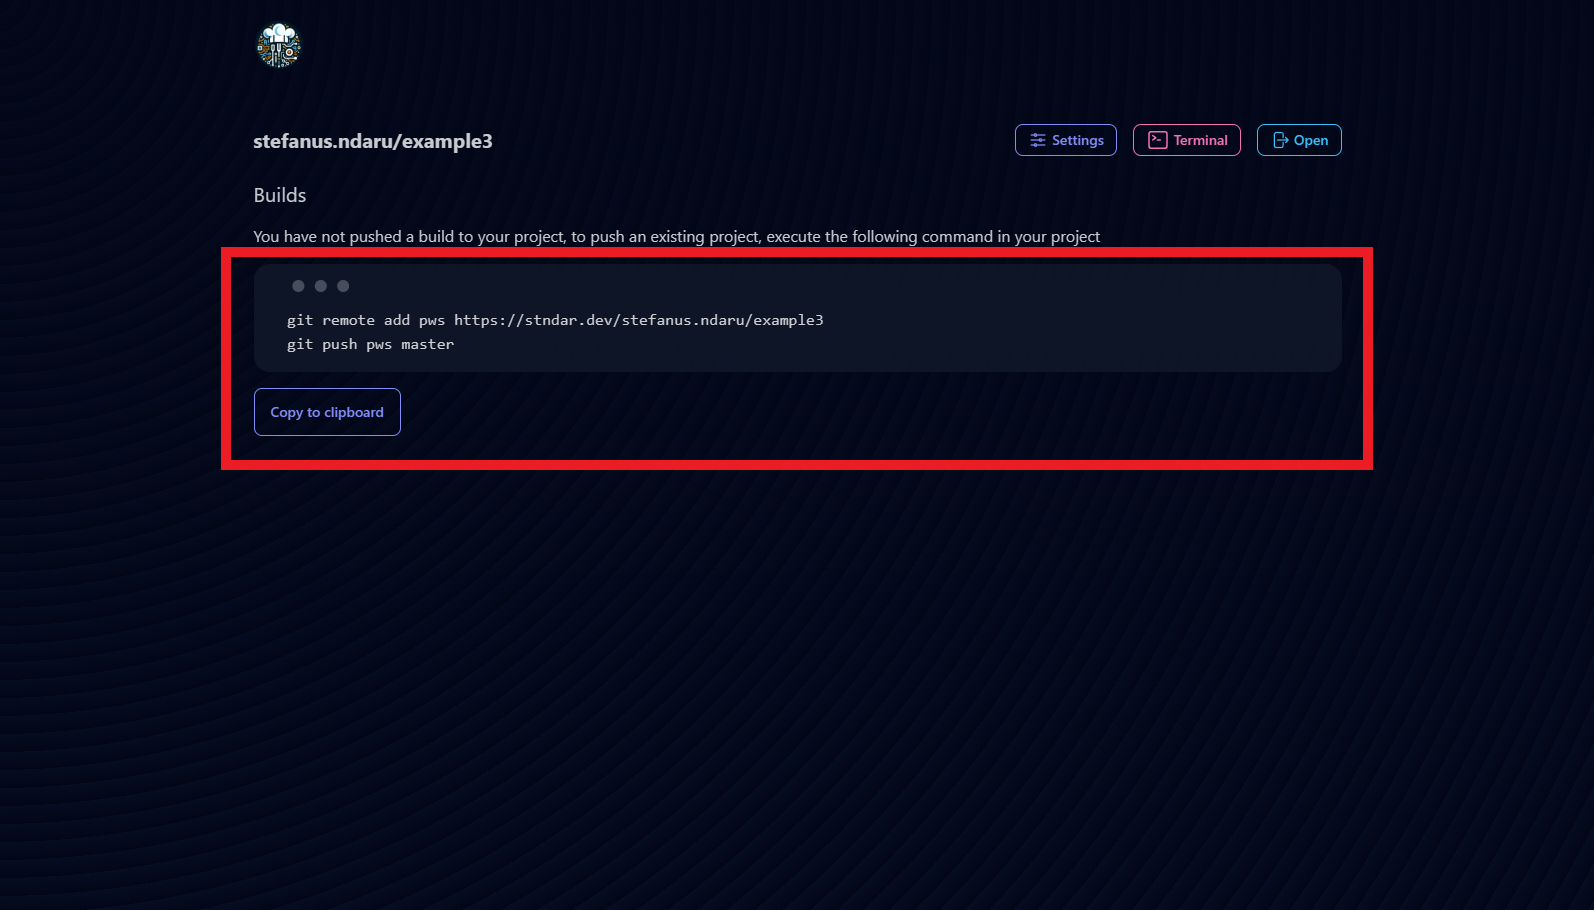 stefanus.ndaru/example3
Settings
Terminal
Open
Builds
You have not pushed a build to your project, to push an existing project, execute the following command in your project
git remote add pws https://stndar.dev/stefanus.ndaru/example3
git push pws master
Copy to clipboard